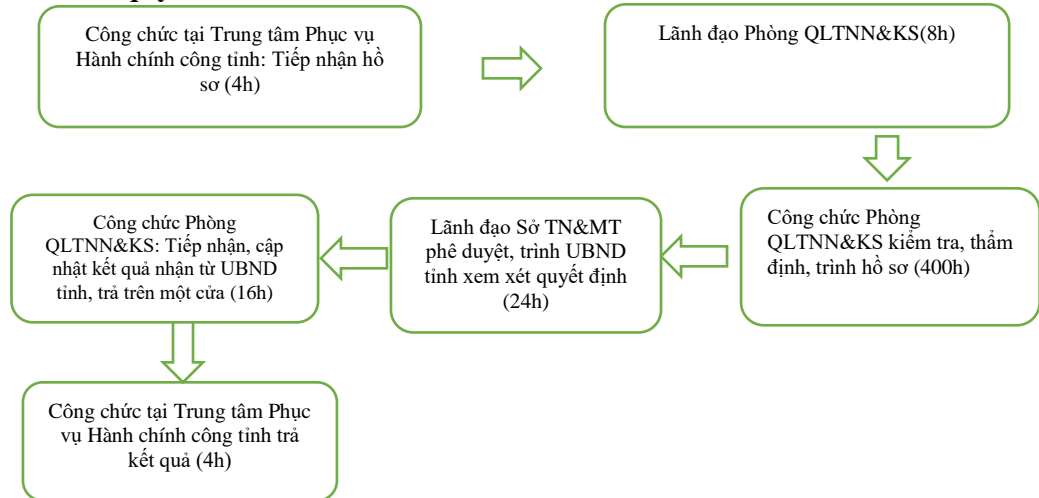 Công chức tại Trung tâm Phục vụ
Hành chính công tỉnh: Tiếp nhận hồ
sơ (4h)
Lãnh đạo Phòng QLTNN&KS(8h)
Công chức Phòng
QLTNN&KS kiểm tra, thẩm
định, trình hồ sơ (400h)
Lãnh đạo Sở TN&MT
phê duyệt, trình UBND
tỉnh xem xét quyết định
(24h)
Công chức Phòng
QLTNN&KS: Tiếp nhận, cập
nhật kết quả nhận từ UBND
tỉnh, trả trên một cửa (16h)
Công chức tại Trung tâm Phục
vụ Hành chính công tỉnh trả
kết quả (4h)